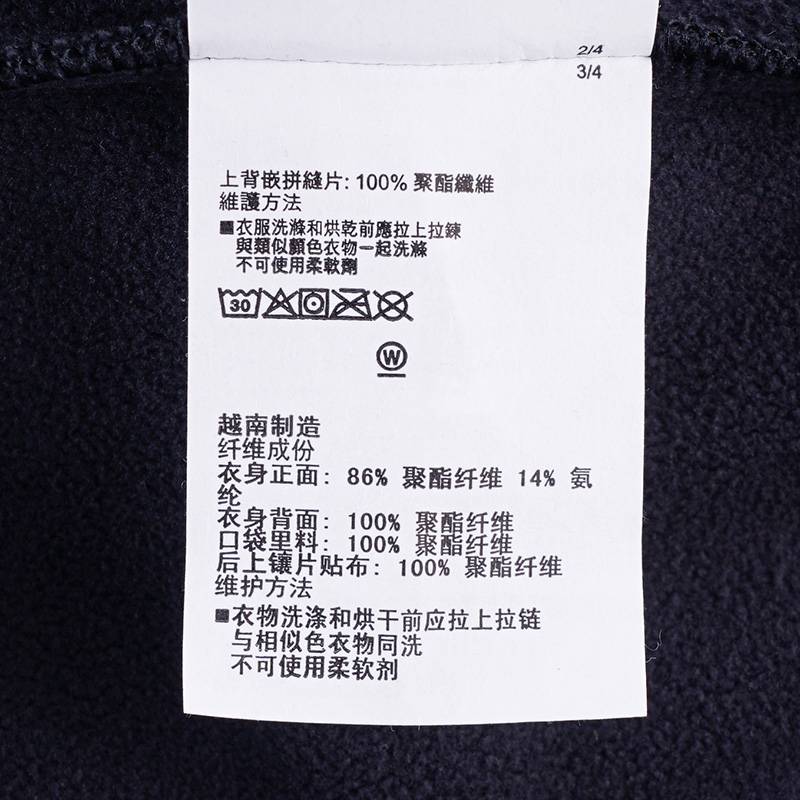 2/4
3/4
上背嵌拼縫片: 100% 聚酯纖維
維護方法
■衣服洗滌和烘乾前應拉上拉鍊
與類似顏色衣物一起洗滌
不可使用柔軟劑
30
W
越南制造
纤维成份
衣身正面: 86% 聚酯纤维 14% 氨
纶
衣身背面: 100% 聚酯纤维
口袋里料: 100% 聚酯纤维
后上镶片贴布: 100% 聚酯纤维
维护方法
■衣物洗涤和烘干前应拉上拉链
与相似色衣物同洗
不可使用柔软剂